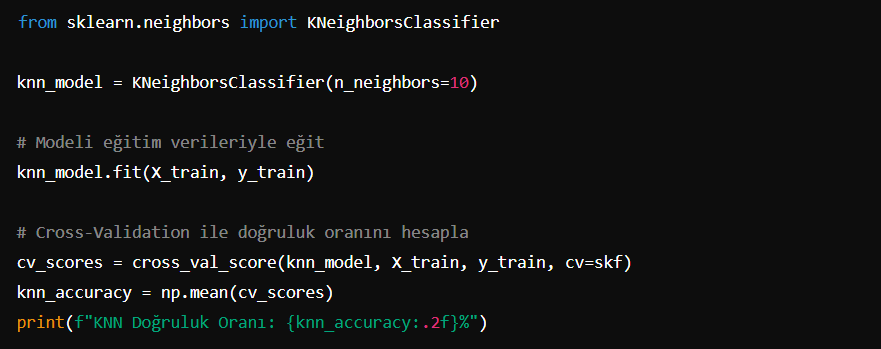 from sklearn.neighbors import KNeighborsClassifier
knn_model = KNeighborsClassifier(n_neighbors=10)
# Modeli eğitim verileriyle eğit
knn_model.fit(X_train, y_train)
# Cross-Validation ile doğruluk oranını hesapla
cv_scores = cross_val_score(knn_model, X_train, y_train, cv=skf)
knn_accuracy = np.mean(cv_scores)
print(f"KNN Doğruluk Oranı: {knn_accuracy:.2f}%")